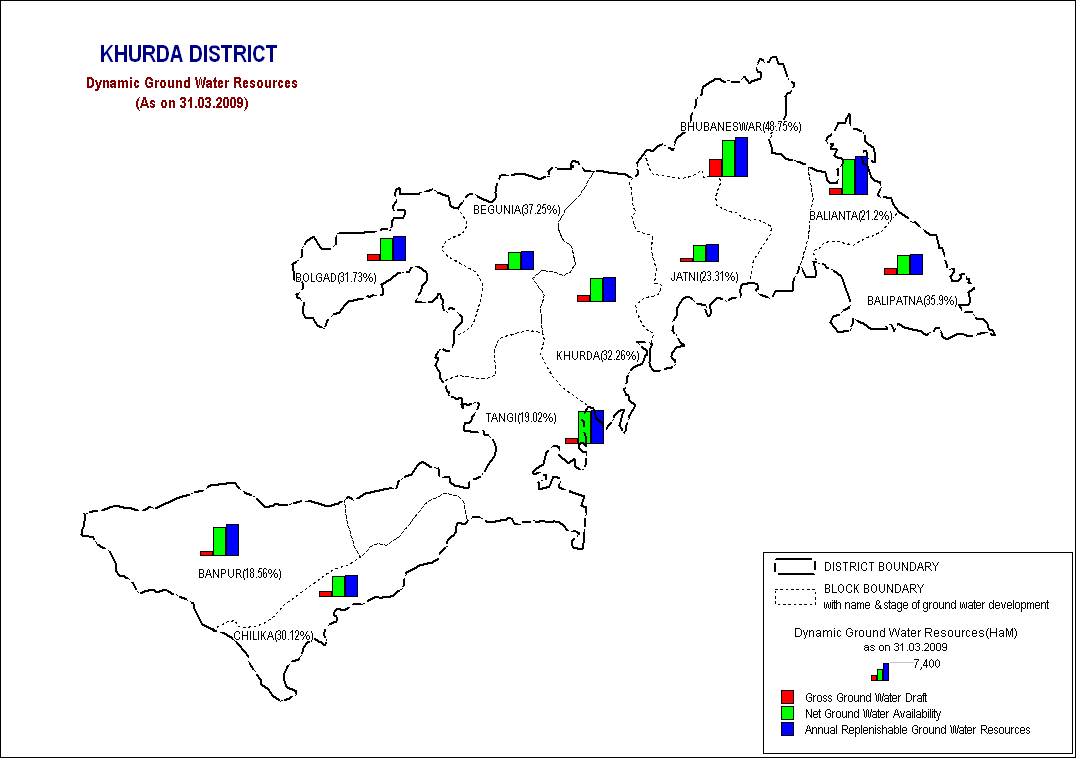 KHURDA DISTRICT
Dynamic Ground Water Resources
(As on 31.03.2009)
BHUBANESWAR(48.75%)
BEGUNIA(37.25%)
BALIANTA(21.2%)
BOLGAD(31.73%)
JATNI(23.31%)
BALIPATNA(35.9%)
KHURDA(32.26%)
TANGI(19.02%)
BANPUR(18.56%)
CHILIKA(30.12%)
DISTRICT BOUNDARY
BLOCK BOUNDARY
with name & stage of ground water development
Dynamic Ground Water Resources(HaM)
as on 31.03.2009
7,400
Gross Ground Water Draft
Net Ground Water Availability
Annual Replenishable Ground Water Resources